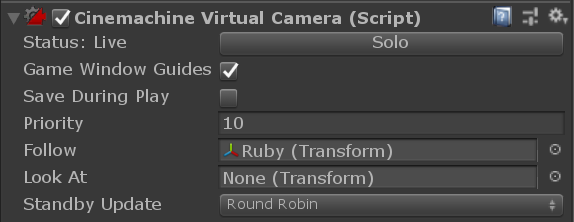 Cinemachine Virtual Camera (Script)
Status: Live Solo
Game Window Guides
Save During Play
Priority 10
Follow Ruby (Transform)
Look At None (Transform)
Standby Update Round Robin